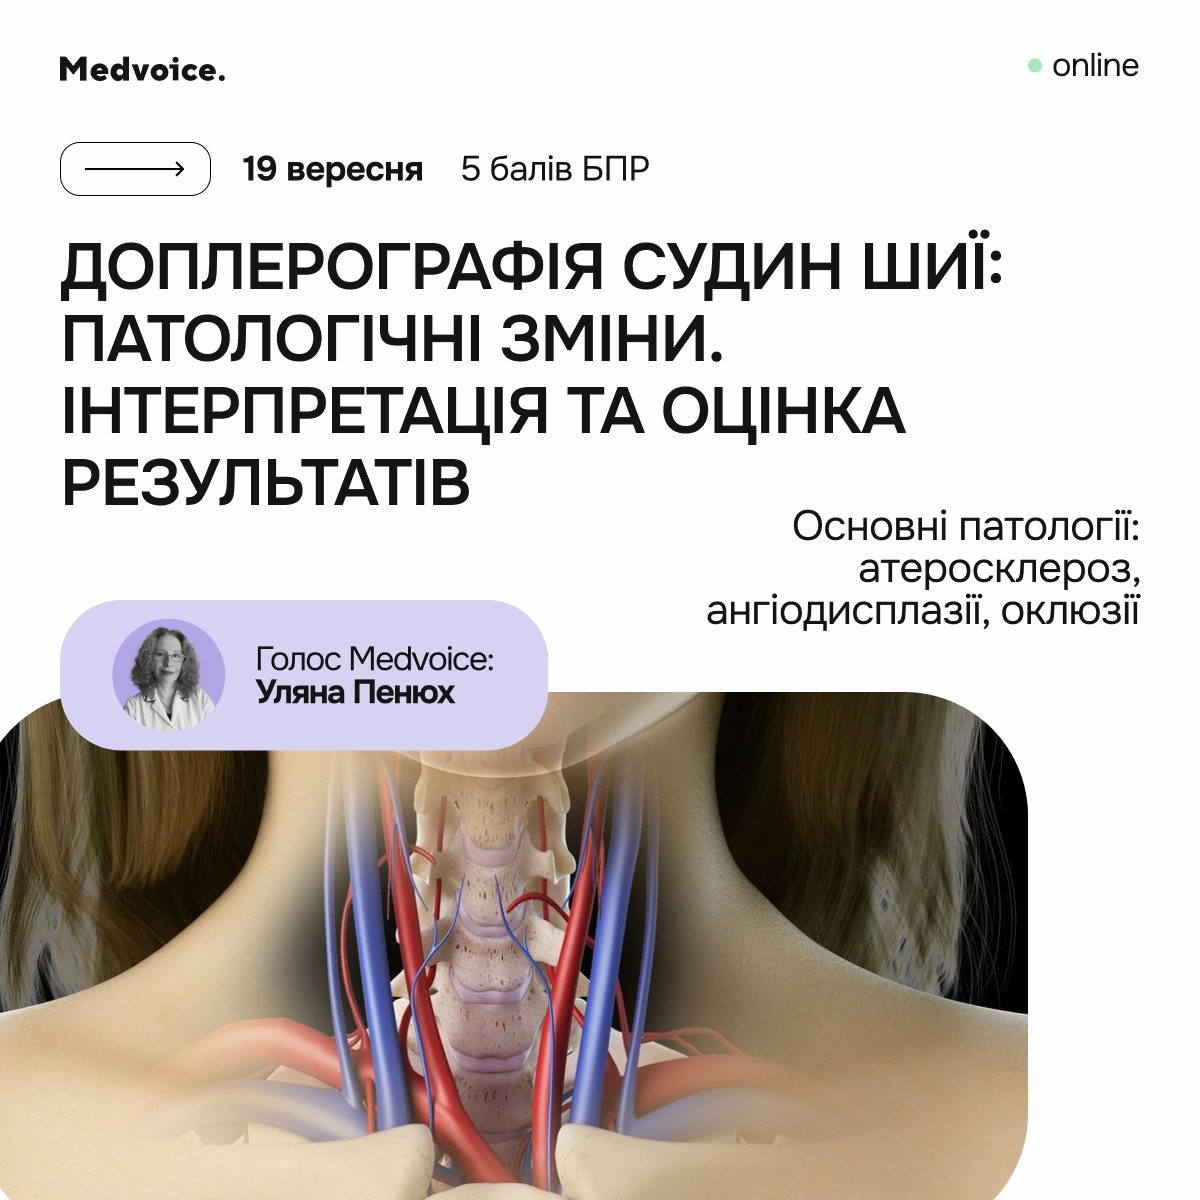 Medvoice.
online
19 вересня 5 балів БПР
ДОПЛЕРОГРАФІЯ СУДИН ШИЇ:
ПАТОЛОГІЧНІ ЗМІНИ.
ІНТЕРПРЕТАЦІЯ ТА ОЦІНКА
РЕЗУЛЬТАТІВ
Основні патології:
атеросклероз,
ангіодисплазії, оклюзії
Голос Medvoice:
Уляна Пенюх